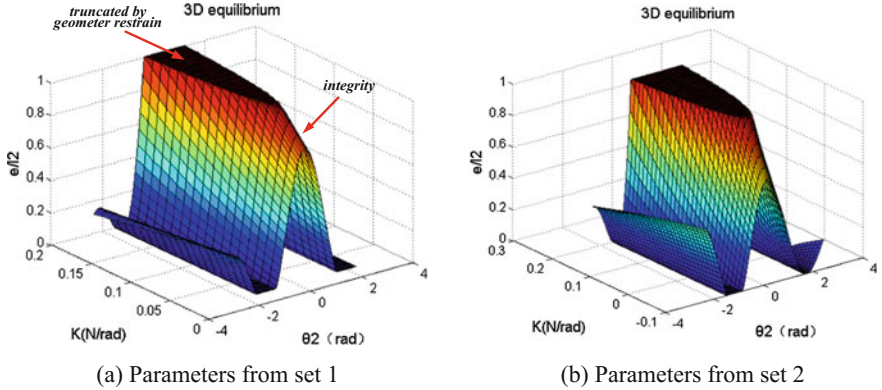 3D equilibrium
truncated by
geometer restrain
integrity
e/l2
1
0.8
0.6
0.4
0.2
0
0.2
0.15
0.1
0.05
0
K(N/rad)
-4
-2
0
2
4
θ2（rad）
(a) Parameters from set 1
3D equilibrium
e/l2
1
0.8
0.6
0.4
0.2
0
0.3
0.2
0.1
0
-0.1
K(N/rad)
-4
-2
0
2
4
θ2（rad）
(b) Parameters from set 2